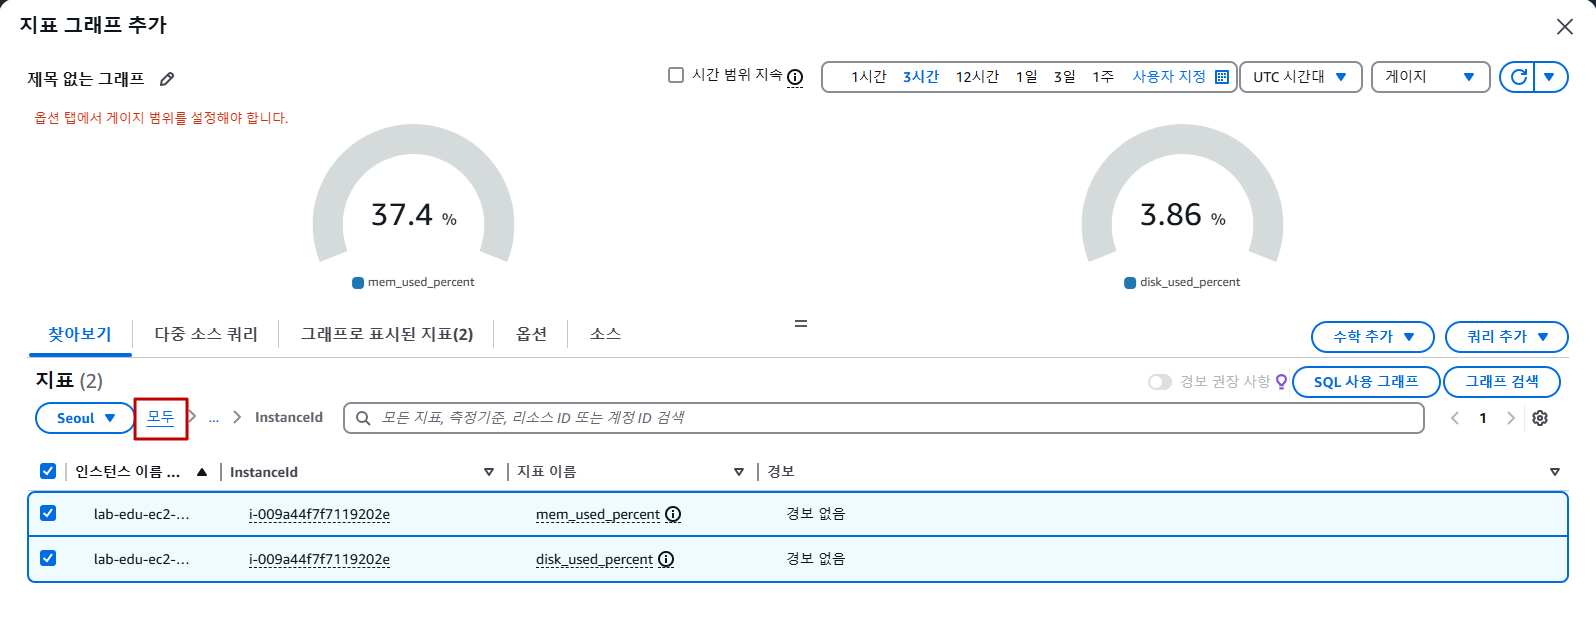 지표 그래프 추가
제목 없는 그래프
시간 범위 지속
1시간 3시간 12시간 1일 3일 1주 사용자 지정
UTC 시간대
게이지
옵션 탭에서 게이지 범위를 설정해야 합니다.
37.4 %
mem_used_percent
3.86 %
disk_used_percent
찾아보기 다중 소스 쿼리 그래프로 표시된 지표(2) 옵션 소스
수학 추가 쿼리 추가
지표 (2)
경보 권장 사항 SQL 사용 그래프 그래프 검색
Seoul 모두 ... InstanceId 모든 지표, 측정기준, 리소스 ID 또는 계정 ID 검색 1
인스턴스 이름 ... InstanceId 지표 이름 경보
lab-edu-ec2-... i-009a44f7f7119202e mem_used_percent 경보 없음
lab-edu-ec2-... i-009a44f7f7119202e disk_used_percent 경보 없음